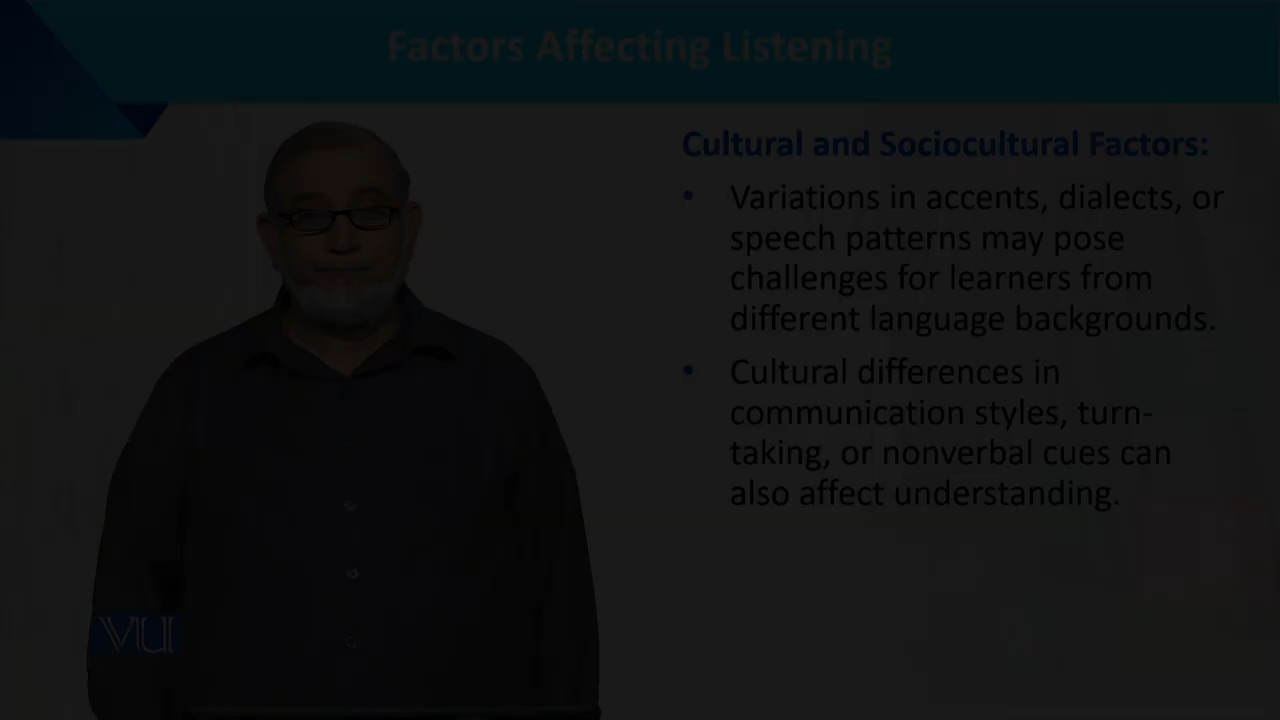 Factors Affecting Listening
Cultural and Sociocultural Factors:
• Variations in accents, dialects, or
speech patterns may pose
challenges for learners from
different language backgrounds.
• Cultural differences in
communication styles, turn-
taking, or nonverbal cues can
also affect understanding.
VU